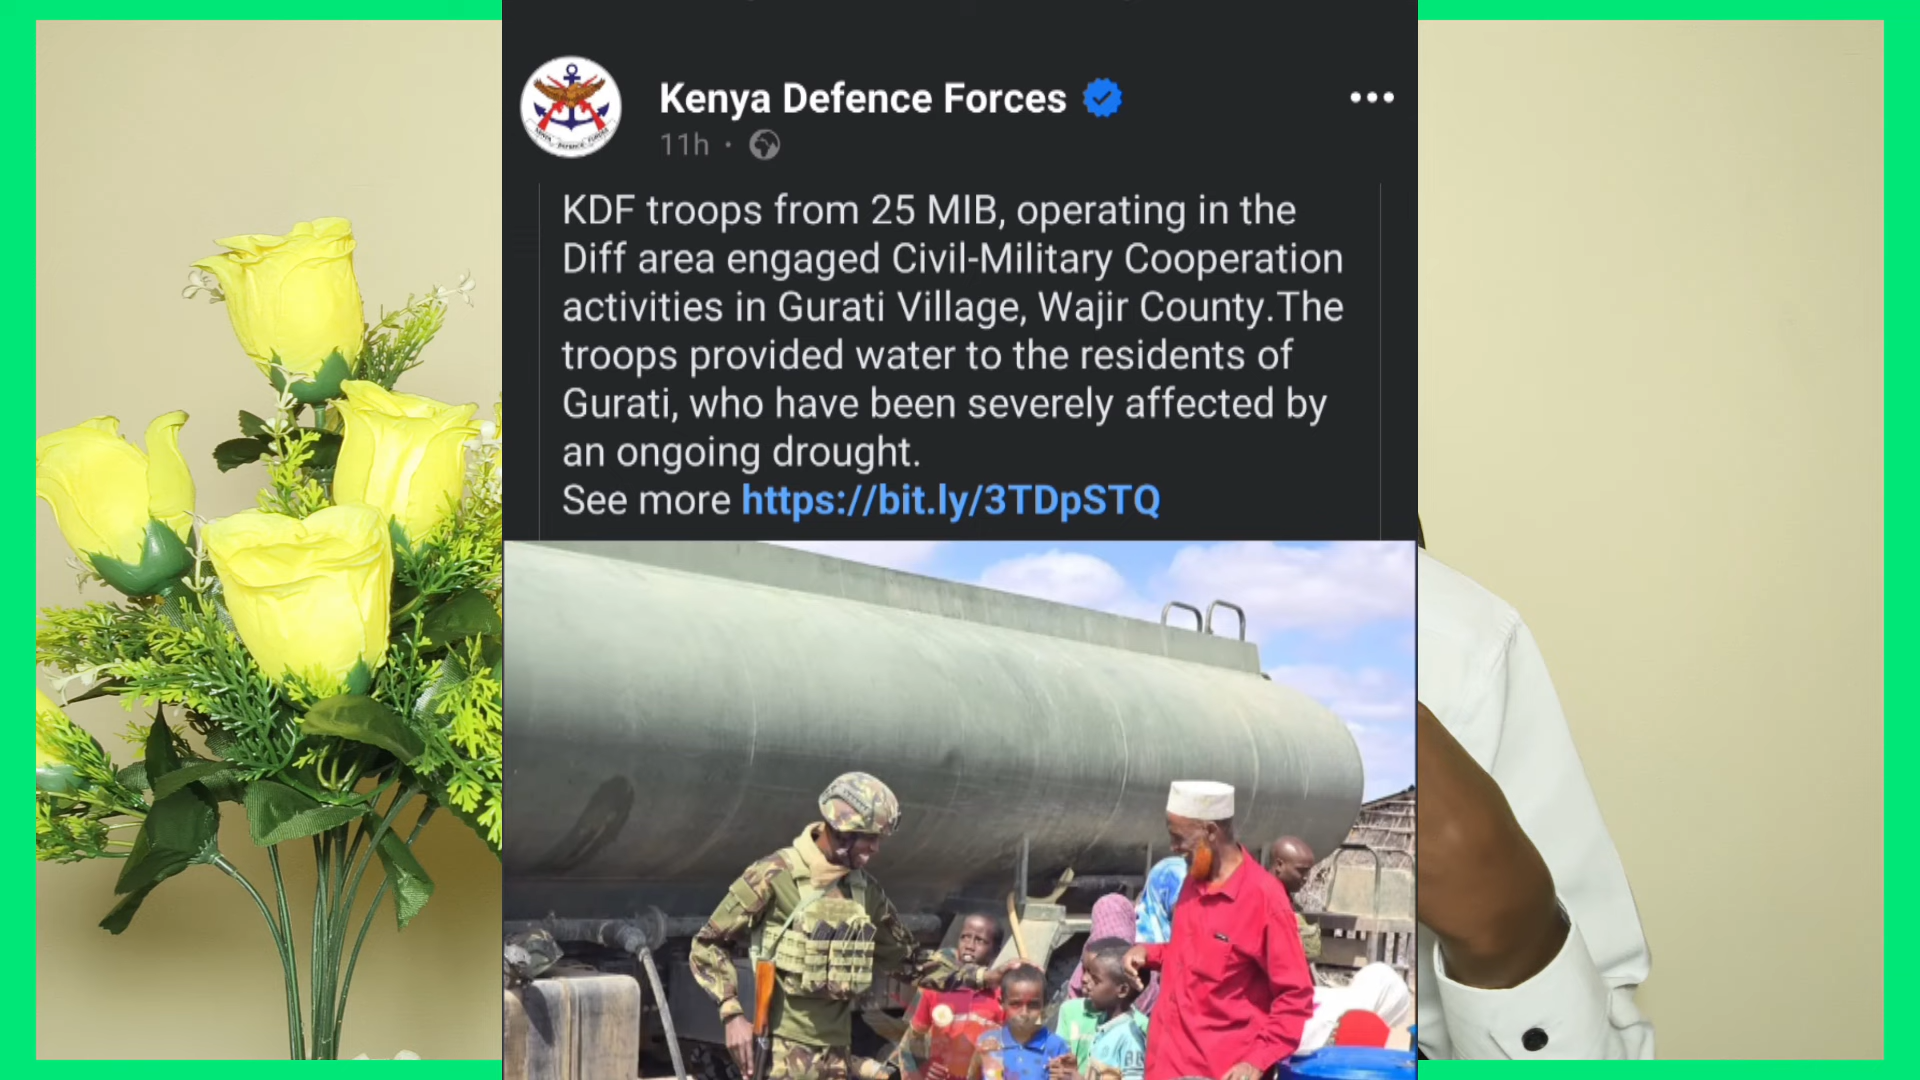 Kenya Defence Forces
11h ·
KDF troops from 25 MIB, operating in the
Diff area engaged Civil-Military Cooperation
activities in Gurati Village, Wajir County.The
troops provided water to the residents of
Gurati, who have been severely affected by
an ongoing drought.
See more https://bit.ly/3TDpSTQ